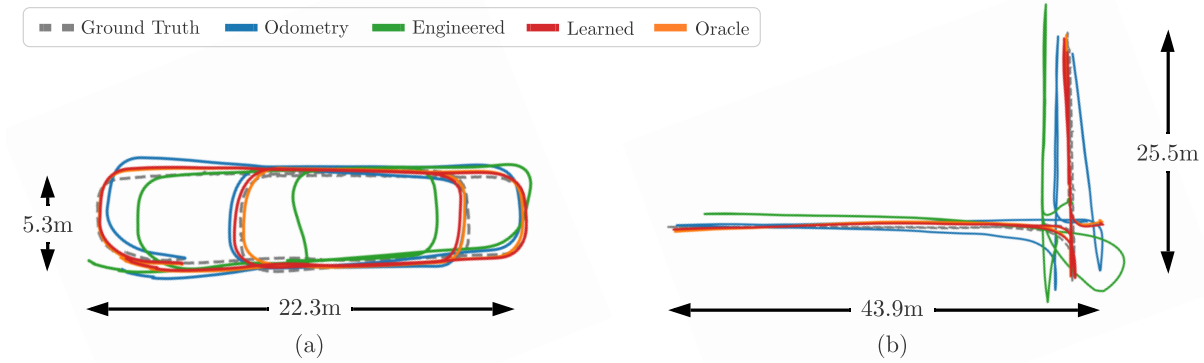 Ground Truth Odometry Engineered Learned Oracle
5.3m
22.3m
(a)
25.5m
43.9m
(b)